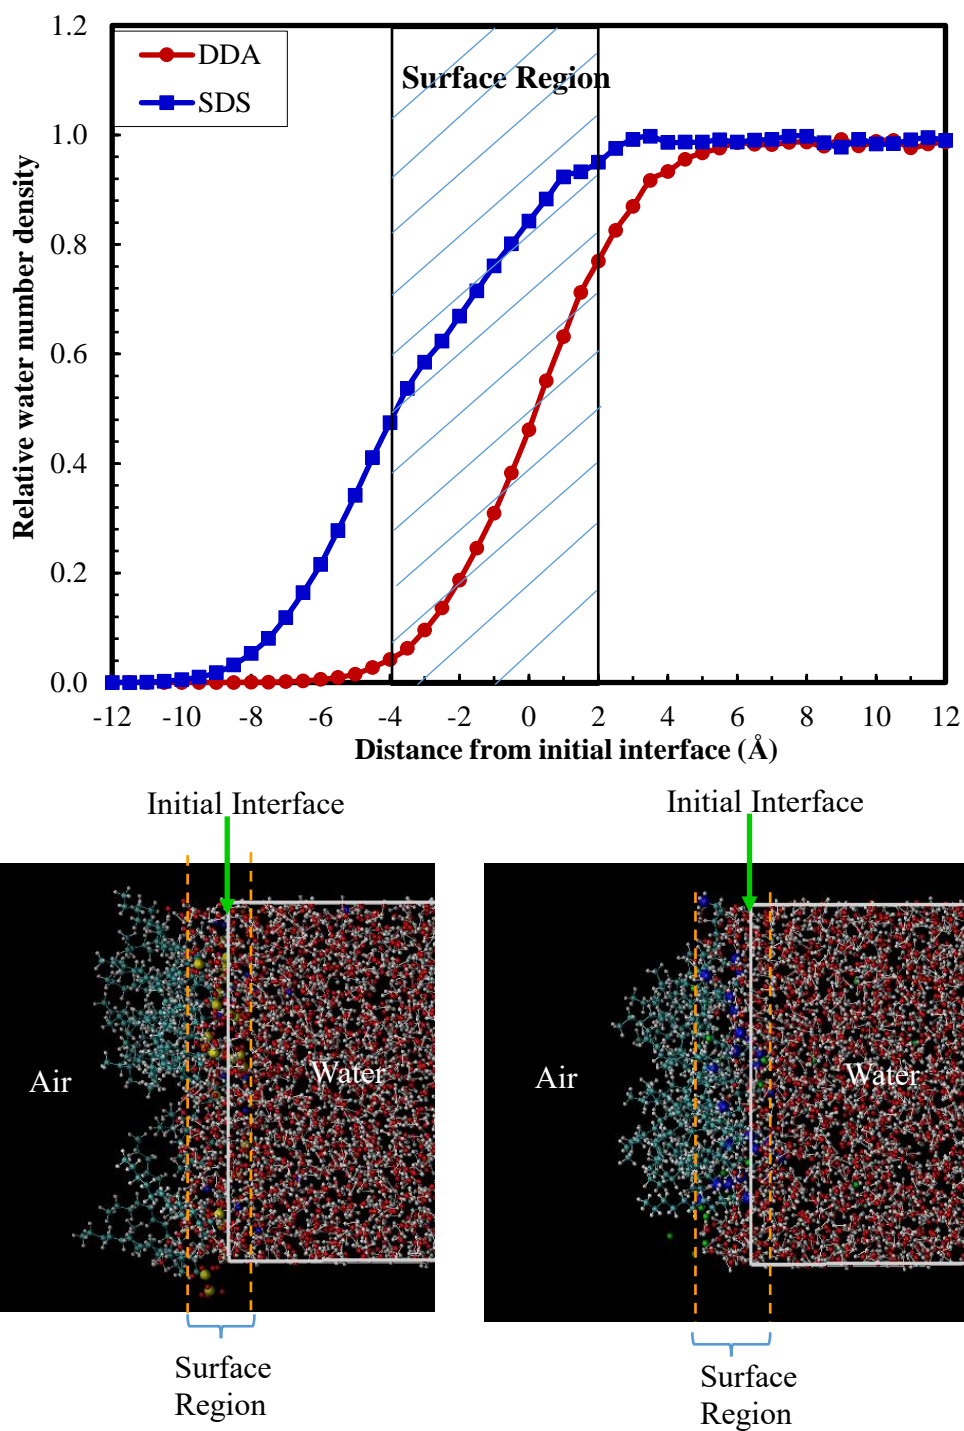 1.2
DDA
SDS
Surface Region
1.0
0.8
0.6
0.4
0.2
0.0
Relative water number density
-12 -10 -8 -6 -4 -2 0 2 4 6 8 10 12
Distance from initial interface (Å)
Initial Interface
Initial Interface
Air
Water
Air
Water
Surface
Region
Surface
Region